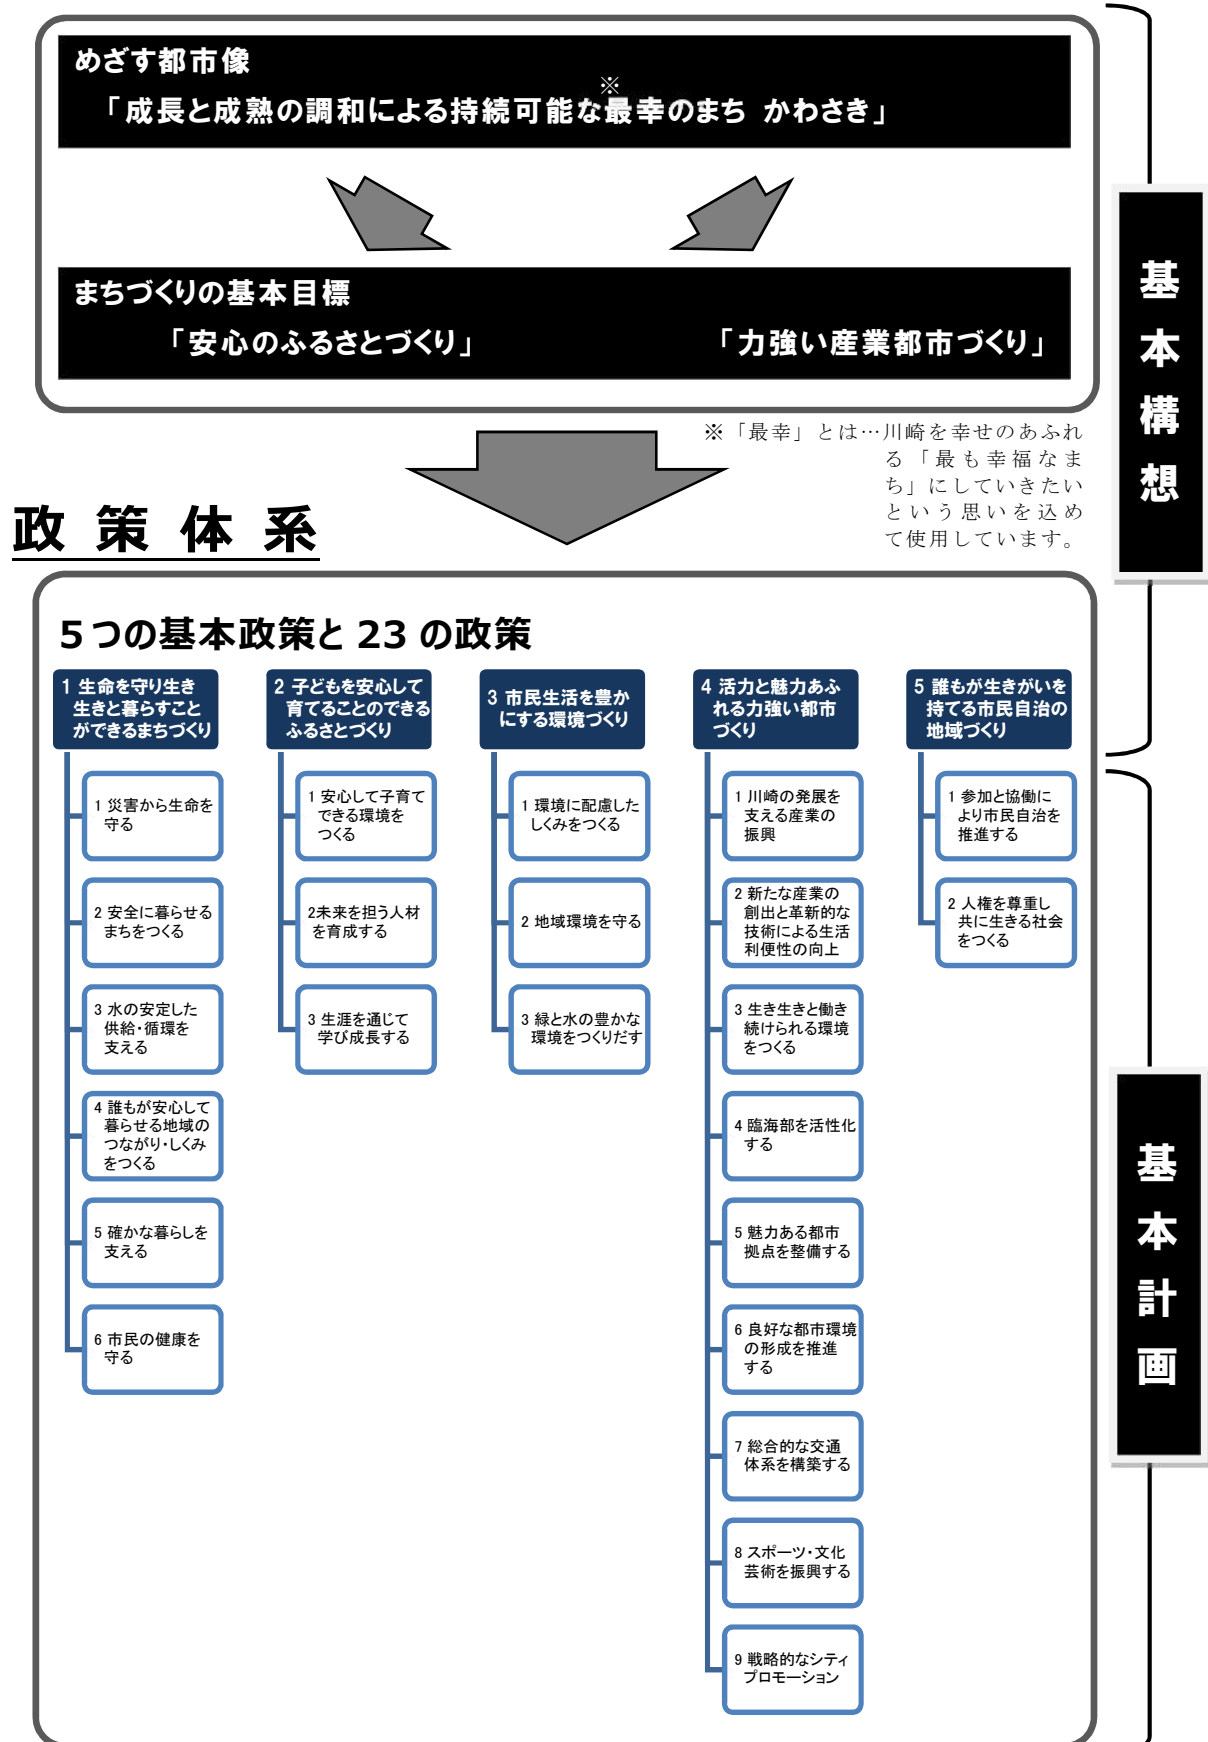 めざす都市像
※
「成長と成熟の調和による持続可能な最幸のまち かわさき」
まちづくりの基本目標
「安心のふるさとづくり」
「力強い産業都市づくり」
基本構想
※「最幸」とは…川崎を幸せのあふれ
る「最も幸福なま
ち」にしていきたい
という思いを込め
て使用しています。
政策体系
5つの基本政策と23の政策
1 生命を守り生き
生きと暮らすこと
ができるまちづくり
1 災害から生命を
守る
2 安全に暮らせる
まちをつくる
3 水の安定した
供給・循環を
支える
4 誰もが安心して
暮らせる地域の
つながり・しくみ
をつくる
5 確かな暮らしを
支える
6 市民の健康を
守る
2 子どもを安心して
育てることのできる
ふるさとづくり
1 安心して子育て
できる環境を
つくる
2未来を担う人材
を育成する
3 生涯を通じて
学び成長する
3 市民生活を豊か
にする環境づくり
1 環境に配慮した
しくみをつくる
2 地域環境を守る
3 緑と水の豊かな
環境をつくりだす
4 活力と魅力あふ
れる力強い都市
づくり
1 川崎の発展を
支える産業の
振興
2 新たな産業の
創出と革新的な
技術による生活
利便性の向上
3 生き生きと働き
続けられる環境
をつくる
4 臨海部を活性化
する
5 魅力ある都市
拠点を整備する
6 良好な都市環境
の形成を推進
する
7 総合的な交通
体系を構築する
8 スポーツ・文化
芸術を振興する
9 戦略的なシティ
プロモーション
5 誰もが生きがいを
持てる市民自治の
地域づくり
1 参加と協働に
より市民自治を
推進する
2 人権を尊重し
共に生きる社会
をつくる
基本計画